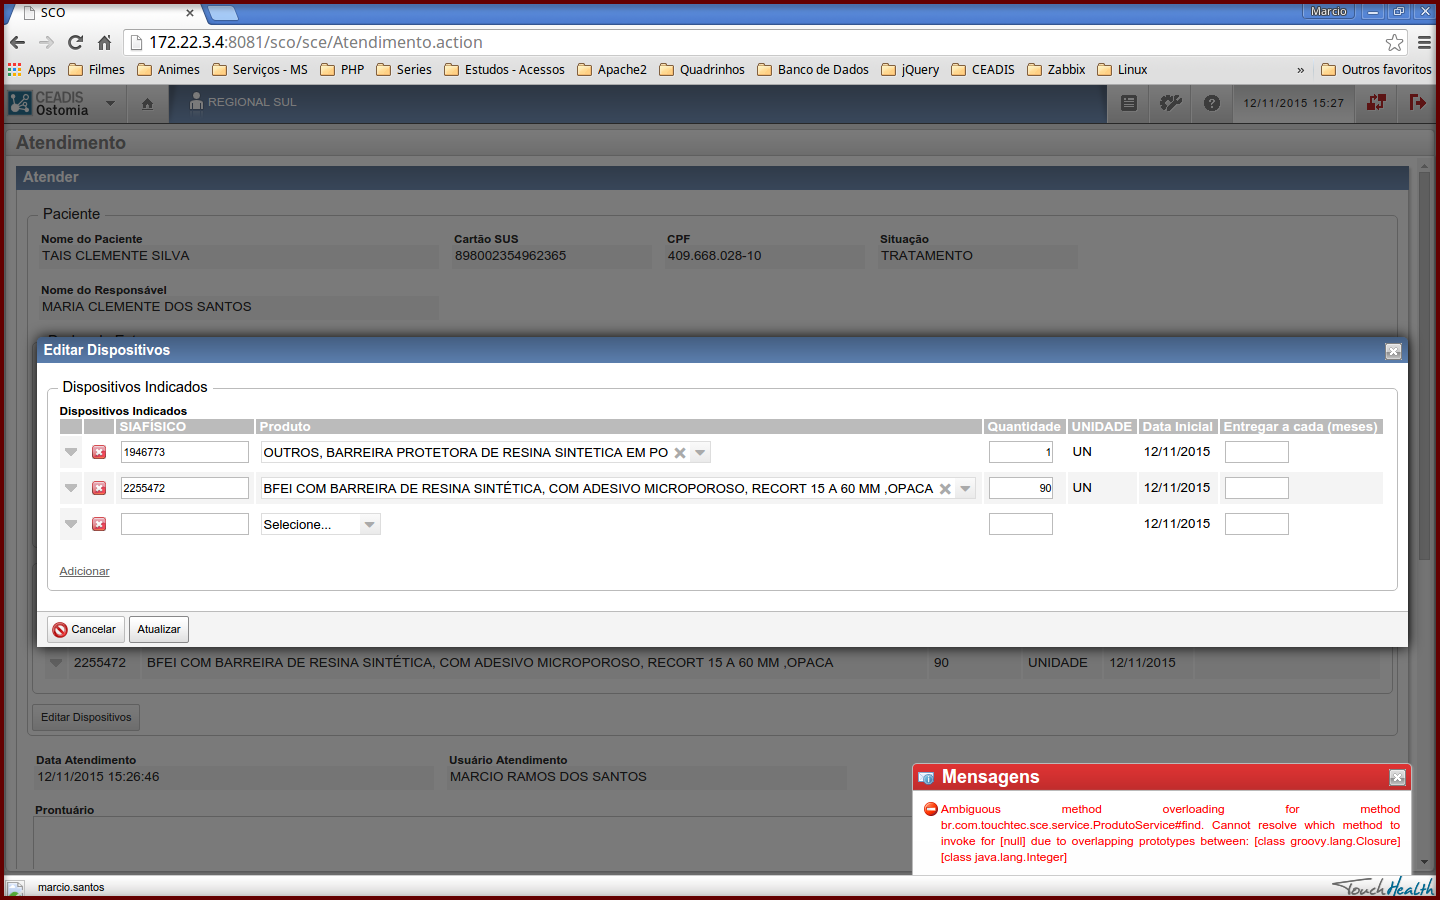 SCO
Marcio
172.22.3.4:8081/sco/sce/Atendimento.action
Apps Filmes Animes Serviços - MS PHP Series Estudos - Acessos Apache2 Quadrinhos Banco de Dados jQuery CEADIS Zabbix Linux » Outros favoritos
CEADIS
Ostomia
REGIONAL SUL
12/11/2015 15:27
Atendimento
Atender
Paciente
Nome do Paciente Cartão SUS CPF Situação
TAIS CLEMENTE SILVA 898002354962365 409.668.028-10 TRATAMENTO
Nome do Responsável
MARIA CLEMENTE DOS SANTOS
Editar Dispositivos
Dispositivos Indicados
Dispositivos Indicados
SIAFÍSICO Produto Quantidade UNIDADE Data Inicial Entregar a cada (meses)
1946773 OUTROS, BARREIRA PROTETORA DE RESINA SINTETICA EM PO 1 UN 12/11/2015
2255472 BFEI COM BARREIRA DE RESINA SINTÉTICA, COM ADESIVO MICROPOROSO, RECORT 15 A 60 MM ,OPACA 90 UN 12/11/2015
Selecione... 12/11/2015
Adicionar
Cancelar Atualizar
2255472 BFEI COM BARREIRA DE RESINA SINTÉTICA, COM ADESIVO MICROPOROSO, RECORT 15 A 60 MM ,OPACA 90 UNIDADE 12/11/2015
Editar Dispositivos
Data Atendimento Usuário Atendimento
12/11/2015 15:26:46 MARCIO RAMOS DOS SANTOS
Prontuário
Mensagens
Ambiguous method overloading for method
br.com.touchtec.sce.service.ProdutoService#find. Cannot resolve which method to
invoke for [null] due to overlapping prototypes between: [class groovy.lang.Closure]
[class java.lang.Integer]
marcio.santos
TouchHealth